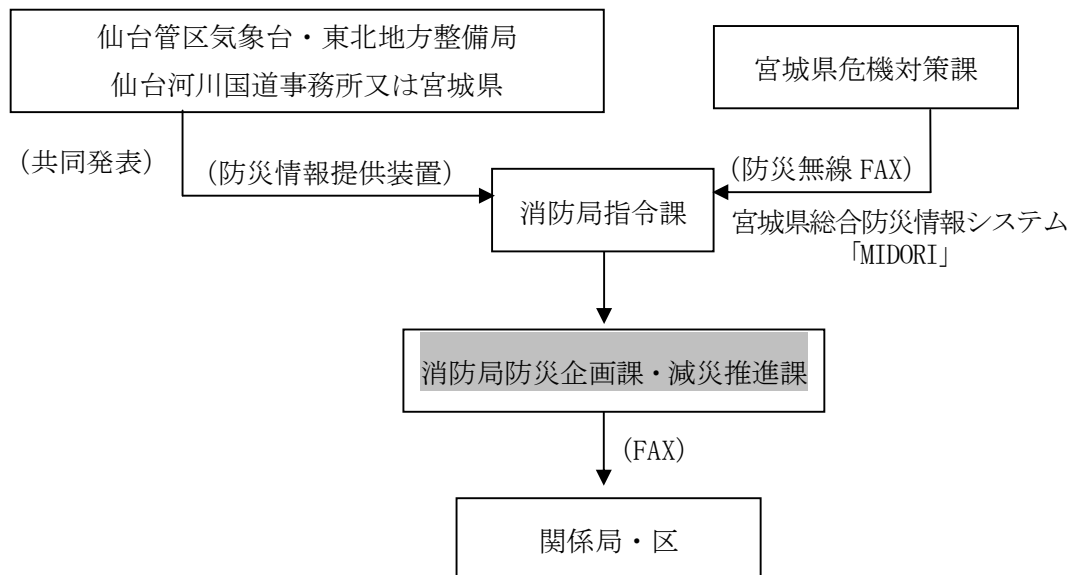 仙台管区気象台・東北地方整備局
仙台河川国道事務所又は宮城県
宮城県危機対策課
（共同発表）
（防災情報提供装置）
（防災無線 FAX）
消防局指令課
宮城県総合防災情報システム
「MIDORI」
消防局防災企画課・減災推進課
（FAX）
関係局・区